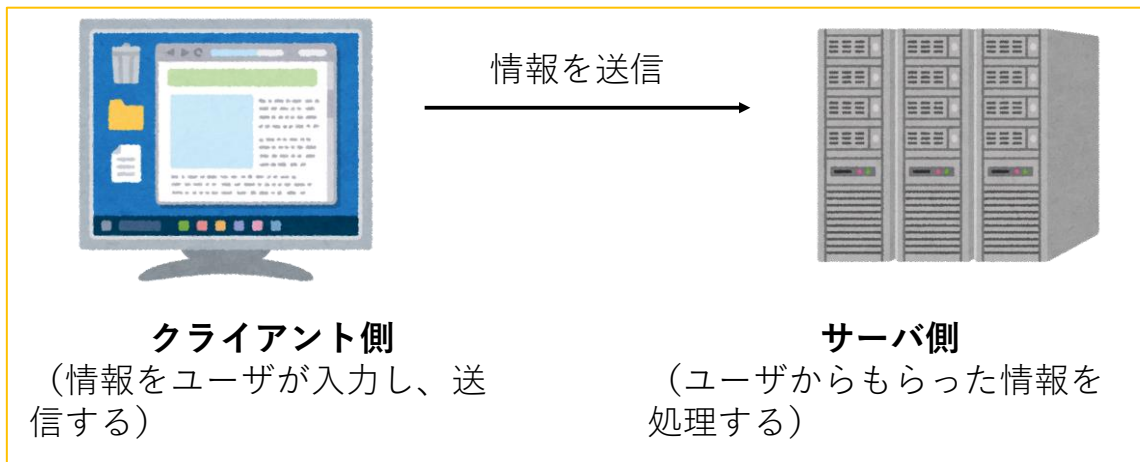 情報を送信
クライアント側
（情報をユーザが入力し、送
信する）
サーバ側
（ユーザからもらった情報を
処理する）